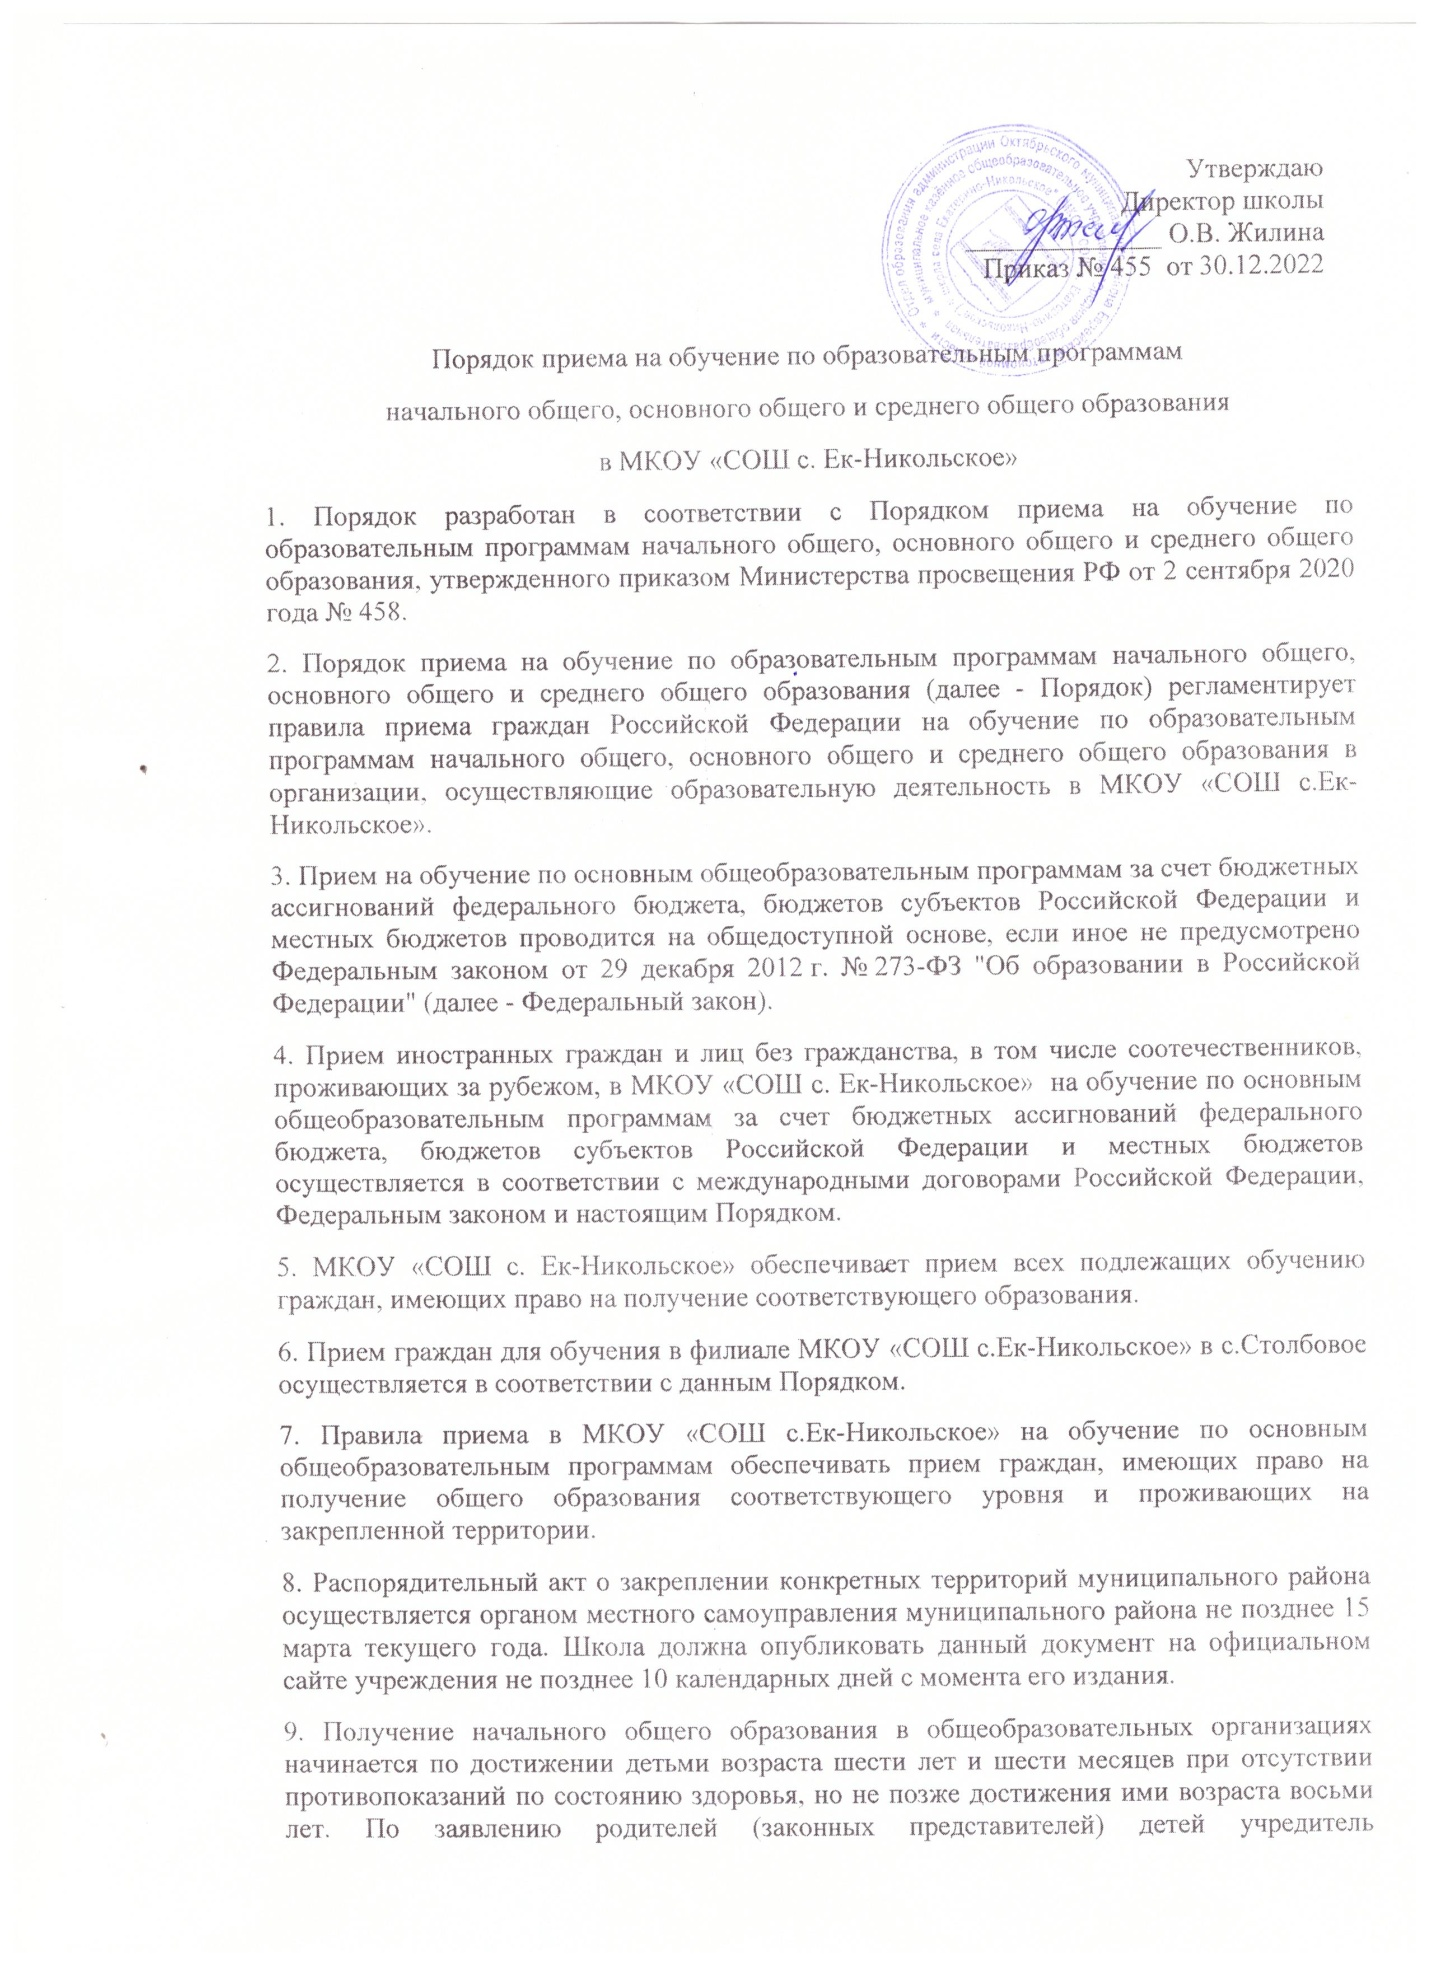 Утверждаю
Директор школы
О.В. Жилина
Приказ № 455 от 30.12.2022
Порядок приема на обучение по образовательным программам
начального общего, основного общего и среднего общего образования
в МКОУ «СОШ с. Ек-Никольское»
1. Порядок разработан в соответствии с Порядком приема на обучение по
образовательным программам начального общего, основного общего и среднего общего
образования, утвержденного приказом Министерства просвещения РФ от 2 сентября 2020
года № 458.
2. Порядок приема на обучение по образовательным программам начального общего,
основного общего и среднего общего образования (далее - Порядок) регламентирует
правила приема граждан Российской Федерации на обучение по образовательным
программам начального общего, основного общего и среднего общего образования в
организации, осуществляющие образовательную деятельность в МКОУ «СОШ с.Ек-
Никольское».
3. Прием на обучение по основным общеобразовательным программам за счет бюджетных
ассигнований федерального бюджета, бюджетов субъектов Российской Федерации и
местных бюджетов проводится на общедоступной основе, если иное не предусмотрено
Федеральным законом от 29 декабря 2012 г. № 273-ФЗ "Об образовании в Российской
Федерации" (далее - Федеральный закон).
4. Прием иностранных граждан и лиц без гражданства, в том числе соотечественников,
проживающих за рубежом, в МКОУ «СОШ с. Ек-Никольское» на обучение по основным
общеобразовательным программам за счет бюджетных ассигнований федерального
бюджета, бюджетов субъектов Российской Федерации и местных бюджетов
осуществляется в соответствии с международными договорами Российской Федерации,
Федеральным законом и настоящим Порядком.
5. МКОУ «СОШ с. Ек-Никольское» обеспечивает прием всех подлежащих обучению
граждан, имеющих право на получение соответствующего образования.
6. Прием граждан для обучения в филиале МКОУ «СОШ с.Ек-Никольское» в с.Столбовое
осуществляется в соответствии с данным Порядком.
7. Правила приема в МКОУ «СОШ с.Ек-Никольское» на обучение по основным
общеобразовательным программам обеспечивать прием граждан, имеющих право на
получение общего образования соответствующего уровня и проживающих на
закрепленной территории.
8. Распорядительный акт о закреплении конкретных территорий муниципального района
осуществляется органом местного самоуправления муниципального района не позднее 15
марта текущего года. Школа должна опубликовать данный документ на официальном
сайте учреждения не позднее 10 календарных дней с момента его издания.
9. Получение начального общего образования в общеобразовательных организациях
начинается по достижении детьми возраста шести лет и шести месяцев при отсутствии
противопоказаний по состоянию здоровья, но не позже достижения ими возраста восьми
лет. По заявлению родителей (законных представителей) детей учредитель